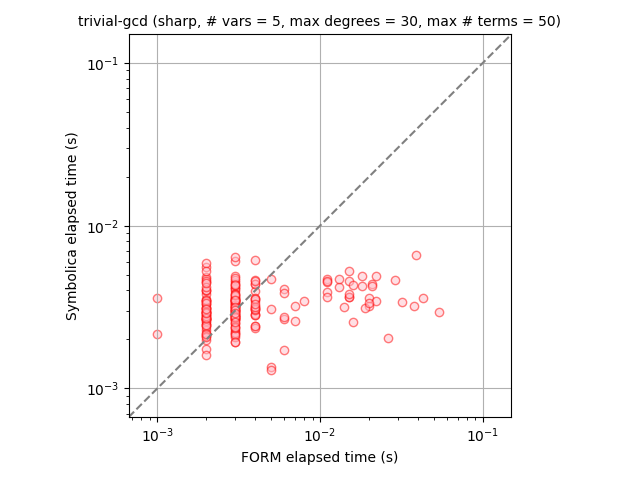 trivial-gcd (sharp, # vars = 5, max degrees = 30, max # terms = 50)
Symbolica elapsed time (s)
10⁻¹
10⁻²
10⁻³
10⁻³ 10⁻² 10⁻¹
FORM elapsed time (s)